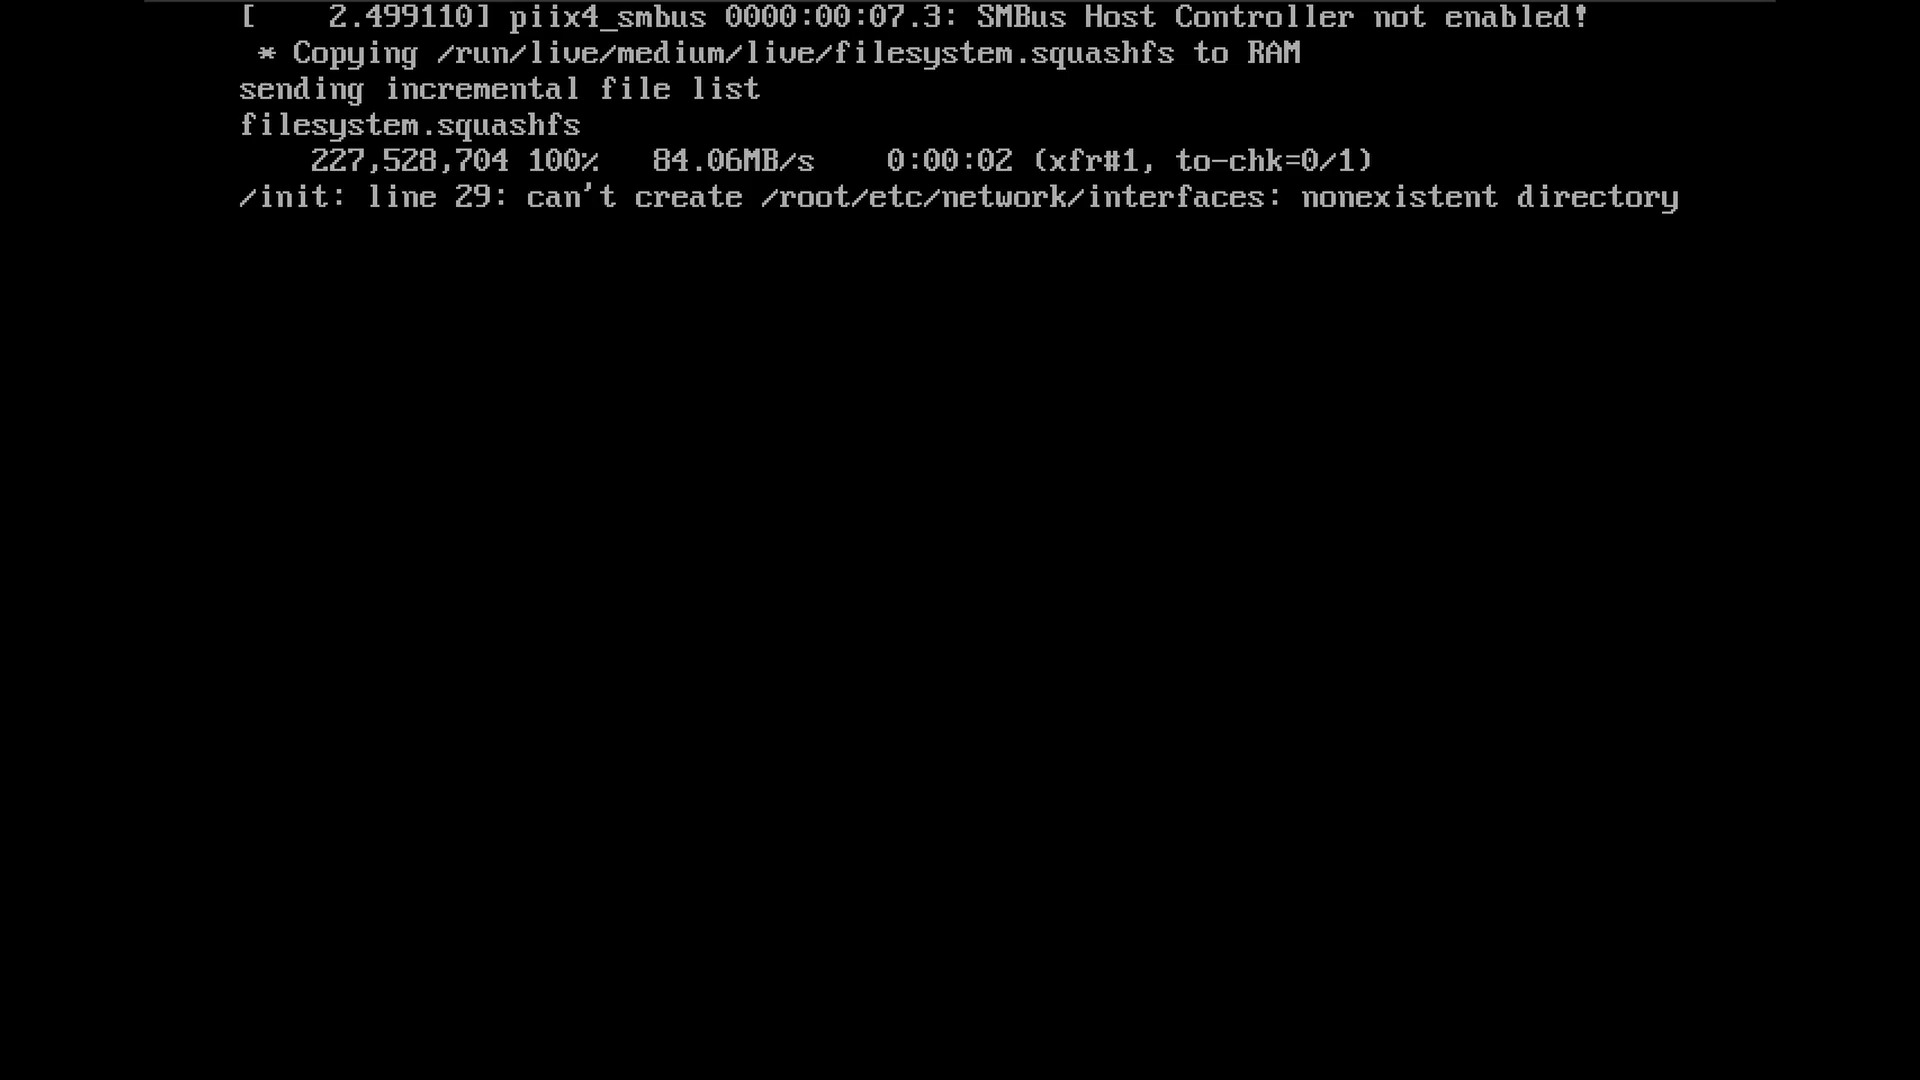 [    2.499110] piix4_smbus 0000:00:07.3: SMBus Host Controller not enabled!
 * Copying /run/live/medium/live/filesystem.squashfs to RAM
sending incremental file list
filesystem.squashfs
    227,528,704 100%   84.06MB/s    0:00:02 (xfr#1, to-chk=0/1)
/init: line 29: can't create /root/etc/network/interfaces: nonexistent directory